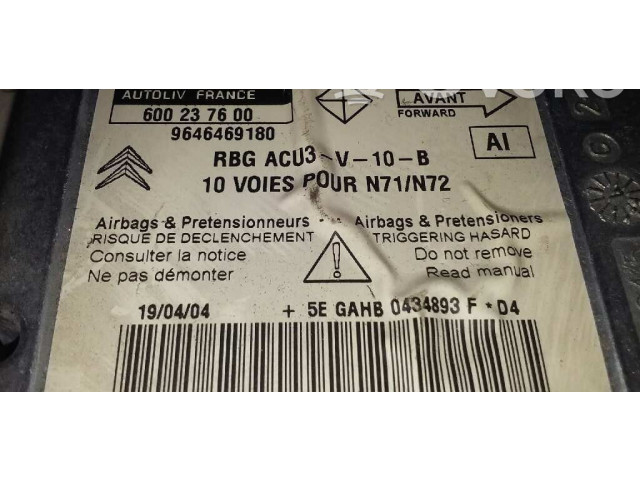 AUTOLIV FRANCE
600 23 76 00
9646469180
AVANT
FORWARD
AI
RBG ACU3-V-10-B
10 VOIES POUR N71/N72
Airbags & Pretensionneurs
RISQUE DE DECLENCHEMENT
Consulter la notice
Ne pas démonter
Airbags & Pretensioners
TRIGGERING HASARD
Do not remove
Read manual
19/04/04 + 5E GAHB 0434893 F * D4